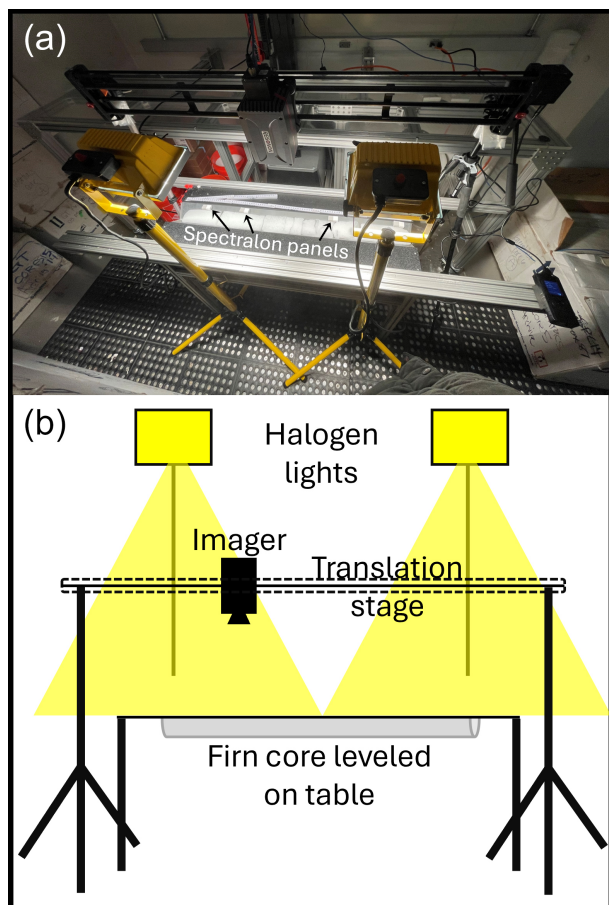 (a)
Spectralon panels
(b)
Halogen
lights
Imager
Translation
stage
Firn core leveled
on table